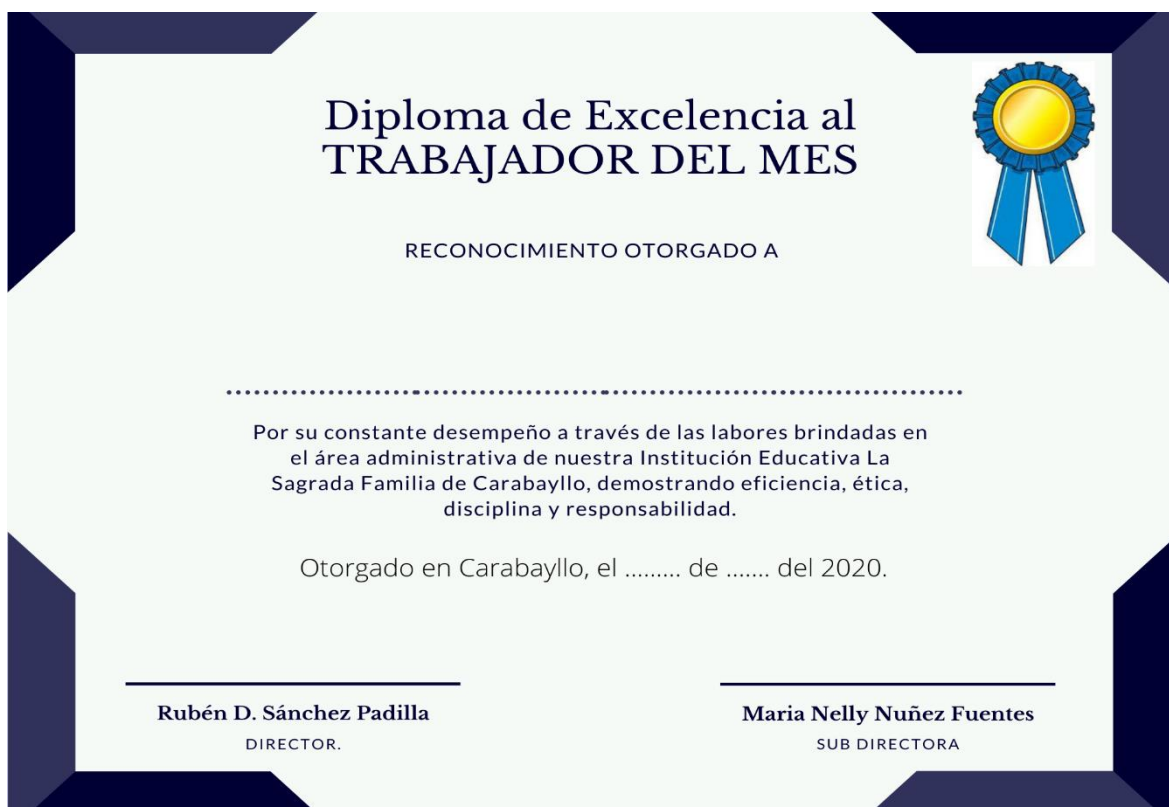 Diploma de Excelencia al
TRABAJADOR DEL MES
RECONOCIMIENTO OTORGADO A
Por su constante desempeño a través de las labores brindadas en
el área administrativa de nuestra Institución Educativa La
Sagrada Familia de Carabayllo, demostrando eficiencia, ética,
disciplina y responsabilidad.
Otorgado en Carabayllo, el ......... de ....... del 2020.
Rubén D. Sánchez Padilla
DIRECTOR.
Maria Nelly Nuñez Fuentes
SUB DIRECTORA